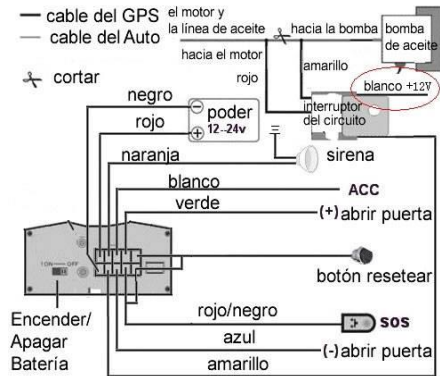 cable del GPS
cable del Auto
cortar
el motor y
la línea de aceite
hacia la bomba
bomba
de aceite
hacia el motor
rojo
amarillo
blanco +12V
interruptor
del circuito
negro
rojo
poder
12--24v
naranja
sirena
blanco
ACC
verde
(+) abrir puerta
ION OFF
botón resetear
Encender/
Apagar
Batería
rojo/negro
SOS
azul
(-) abrir puerta
amarillo